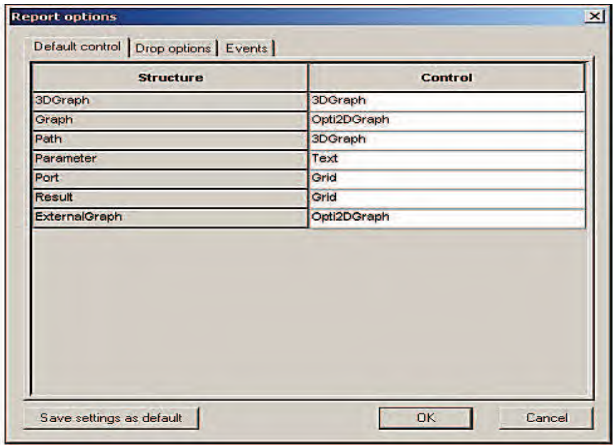 Report options
Default control Drop options Events
Structure Control
3DGraph 3DGraph
Graph Opti2DGraph
Path 3DGraph
Parameter Text
Port Grid
Result Grid
ExternalGraph Opti2DGraph
Save settings as default OK Cancel